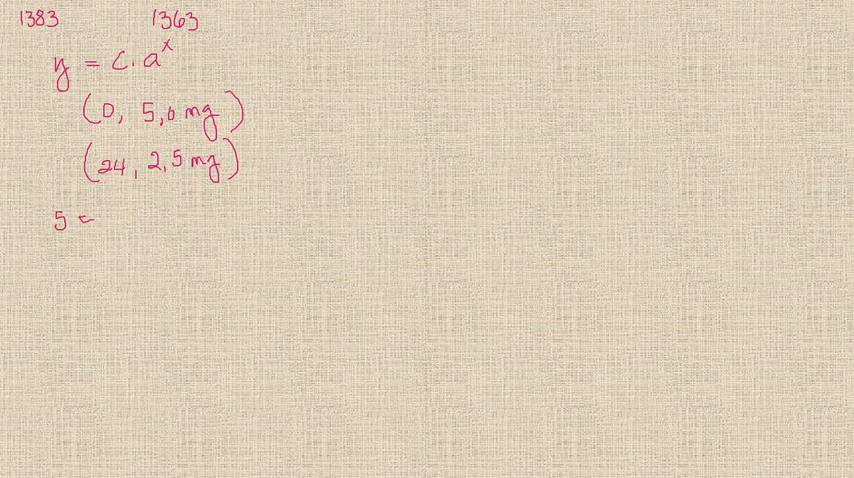 1383 1363
y = C. a^x
(0, 5,0 mg)
(24, 2,5 mg)
5 =